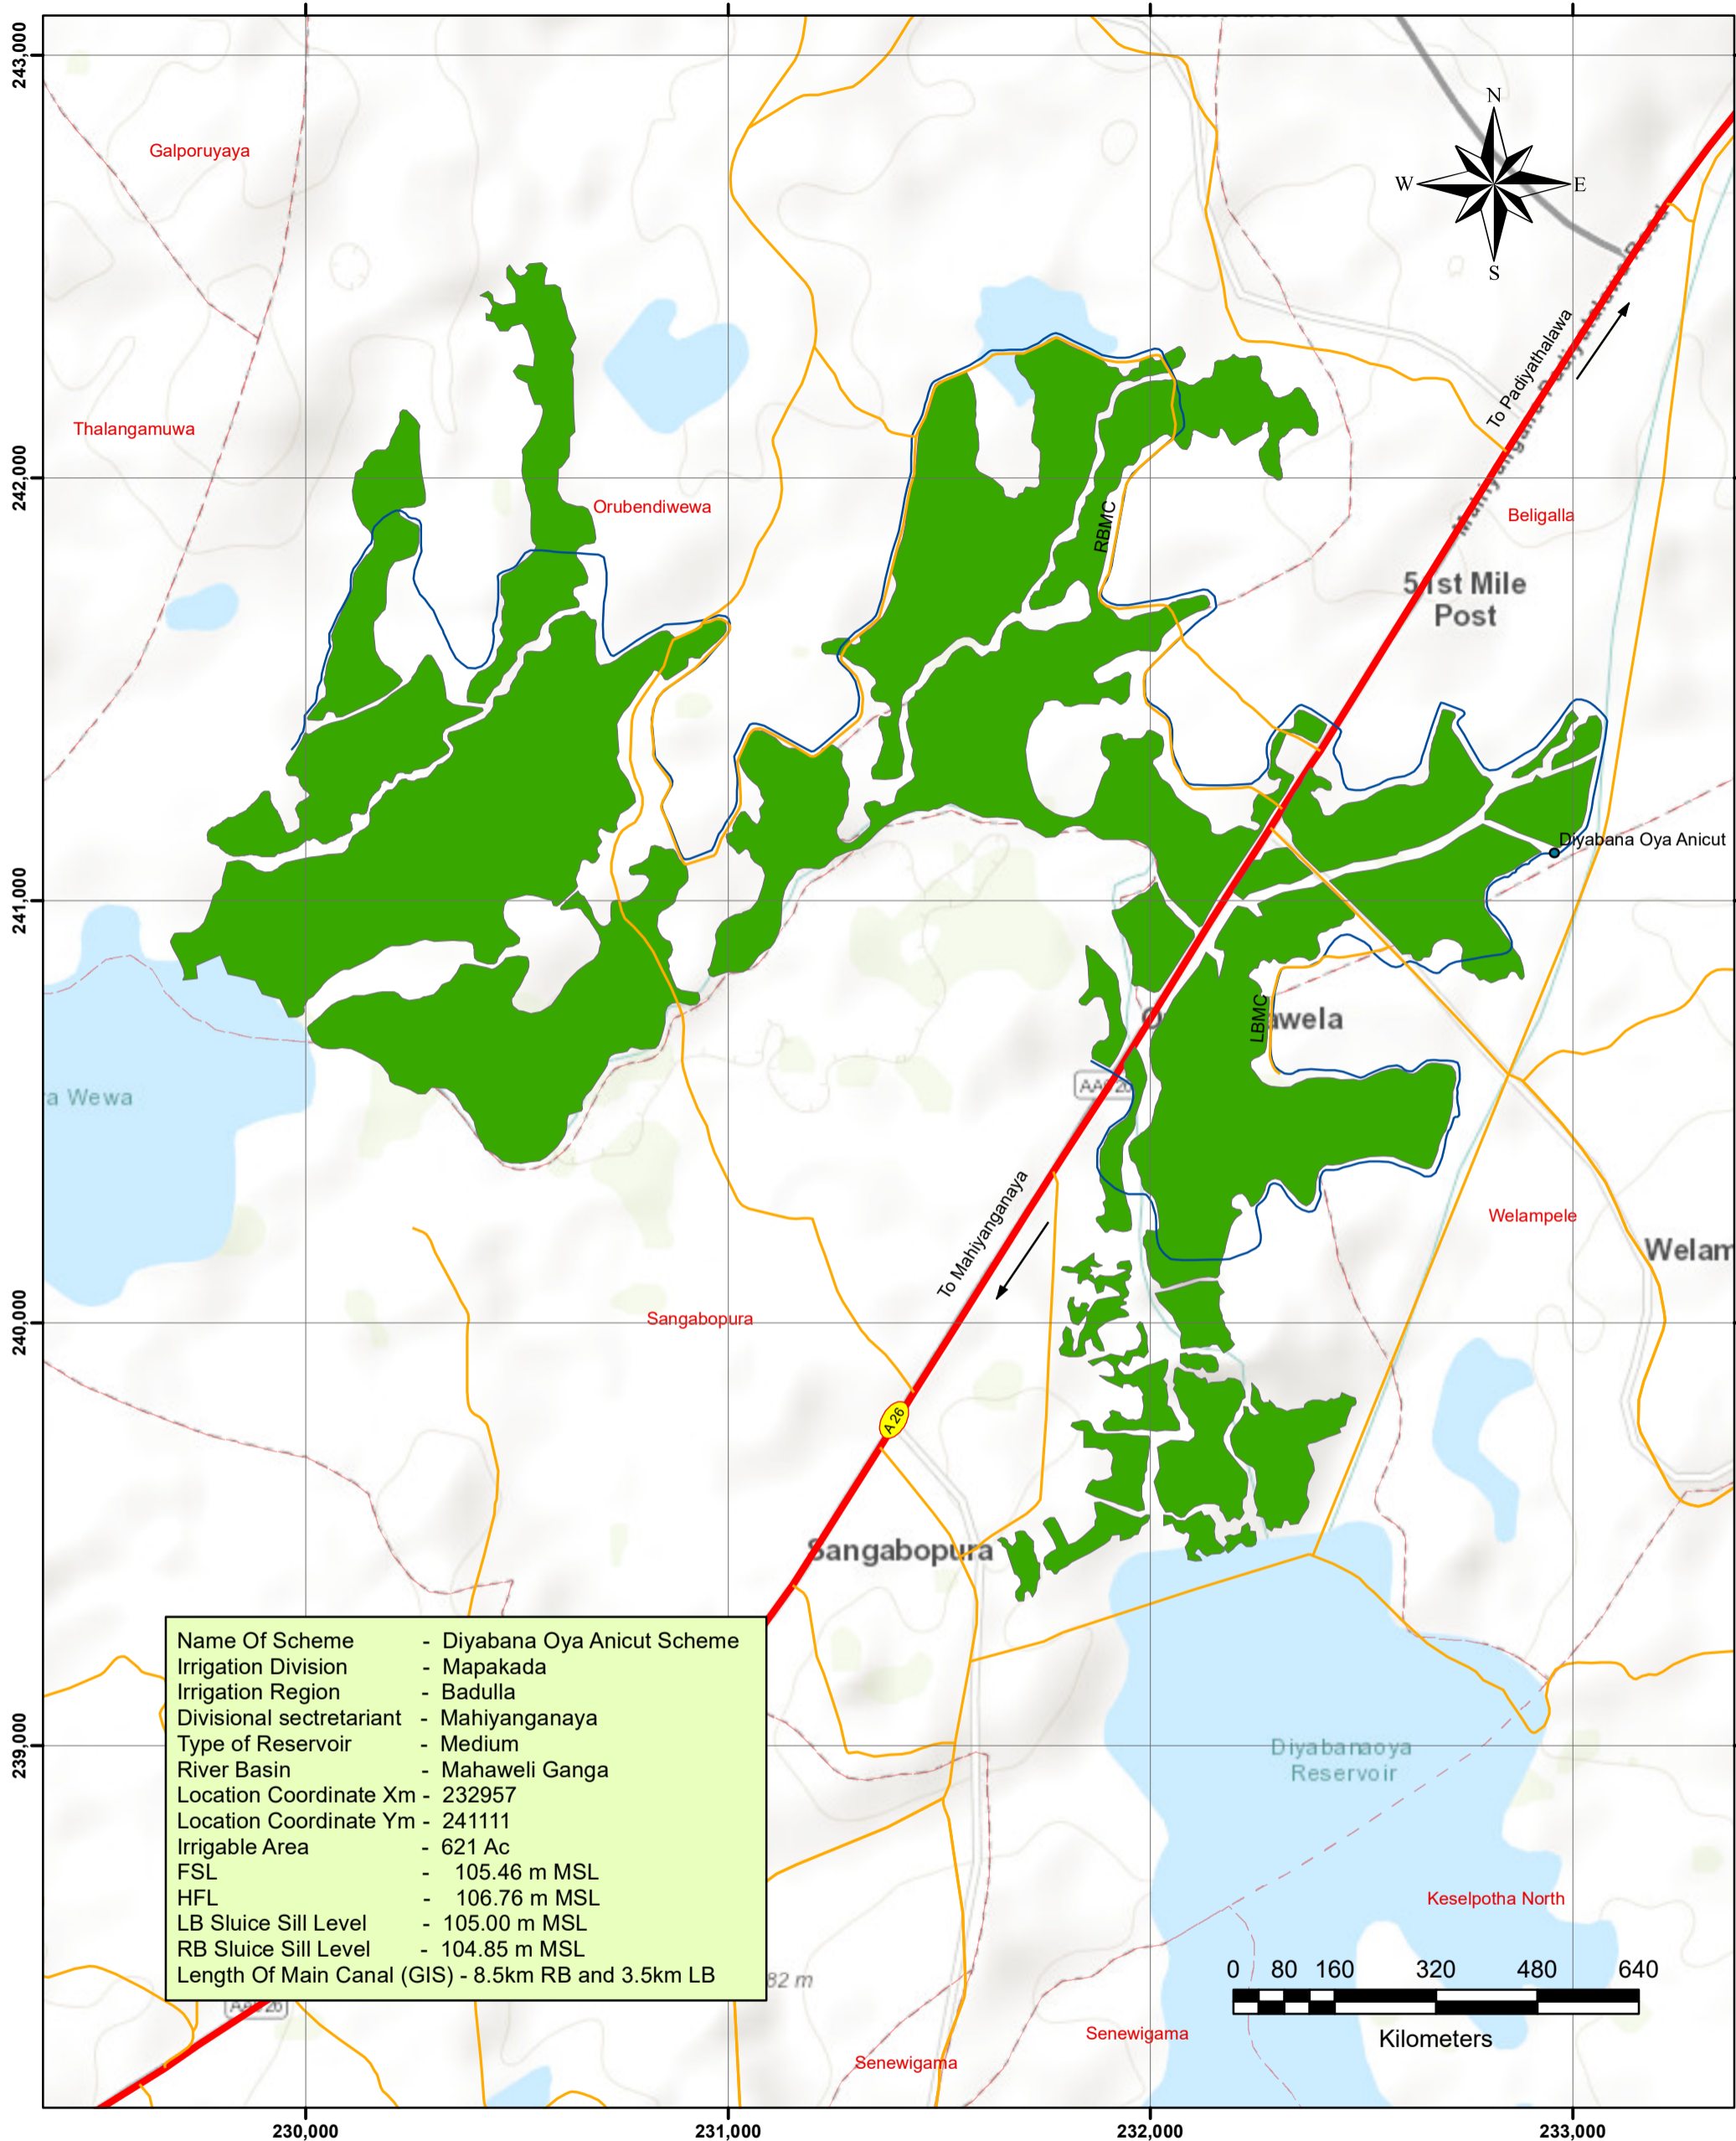 243,000
242,000
241,000
240,000
239,000
N
W
E
S
Galporuyaya
Thalangamuwa
Orubendiwewa
To Padiyathalawa
Beligalla
RBMC
51st Mile
Post
Diyabana Oya Anicut
LBMC
awela
a Wewa
To Mahiyanganaya
Welampele
Welam
Sangabopura
A 26
Sangabopura
Diyabanaoya
Reservoir
Keselpotha North
Senewigama
Senewigama
82 m
Name Of Scheme - Diyabana Oya Anicut Scheme
Irrigation Division - Mapakada
Irrigation Region - Badulla
Divisional sectretariant - Mahiyanganaya
Type of Reservoir - Medium
River Basin - Mahaweli Ganga
Location Coordinate Xm - 232957
Location Coordinate Ym - 241111
Irrigable Area - 621 Ac
FSL - 105.46 m MSL
HFL - 106.76 m MSL
LB Sluice Sill Level - 105.00 m MSL
RB Sluice Sill Level - 104.85 m MSL
Length Of Main Canal (GIS) - 8.5km RB and 3.5km LB
0 80 160 320 480 640
Kilometers
230,000
231,000
232,000
233,000